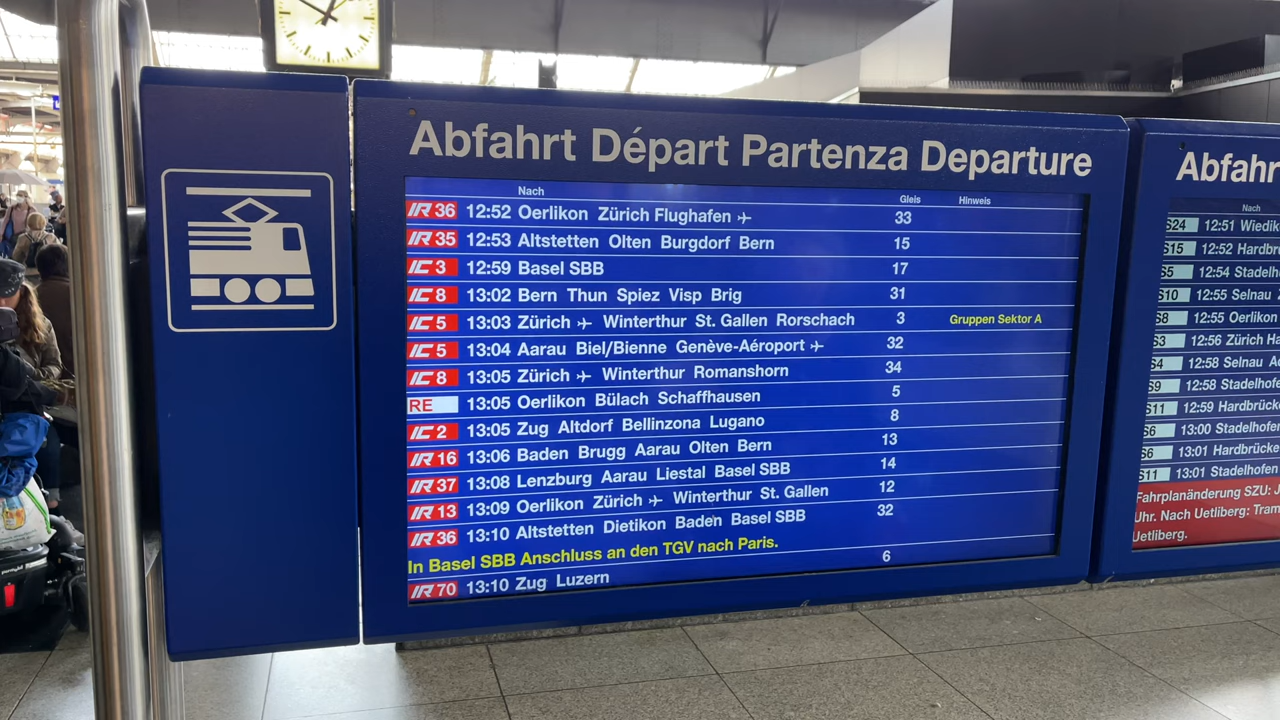 Abfahrt Départ Partenza Departure
Nach Gleis Hinweis
IR 36 12:52 Oerlikon Zürich Flughafen 33
IR 35 12:53 Altstetten Olten Burgdorf Bern 15
IC 3 12:59 Basel SBB 17
IC 8 13:02 Bern Thun Spiez Visp Brig 31
IC 5 13:03 Zürich Winterthur St. Gallen Rorschach 3 Gruppen Sektor A
IC 5 13:04 Aarau Biel/Bienne Genève-Aéroport 32
IC 8 13:05 Zürich Winterthur Romanshorn 34
RE 13:05 Oerlikon Bülach Schaffhausen 5
IC 2 13:05 Zug Altdorf Bellinzona Lugano 8
IR 16 13:06 Baden Brugg Aarau Olten Bern 13
IR 37 13:08 Lenzburg Aarau Liestal Basel SBB 14
IR 13 13:09 Oerlikon Zürich Winterthur St. Gallen 12
IR 36 13:10 Altstetten Dietikon Baden Basel SBB 32
In Basel SBB Anschluss an den TGV nach Paris.
IR 70 13:10 Zug Luzern 6
Abfahr
Nach
S24 12:51 Wiedik
S15 12:52 Hardbr
S5 12:54 Stadelh
S10 12:55 Selnau
S8 12:55 Oerlikon
S3 12:56 Zürich Ha
S4 12:58 Selnau Ad
S9 12:58 Stadelhofe
S11 12:59 Hardbrück
S6 13:00 Stadelhofen
S6 13:01 Hardbrücke
S11 13:01 Stadelhofen
Fahrplanänderung SZU: J
Uhr. Nach Uetliberg: Tram
Uetliberg.